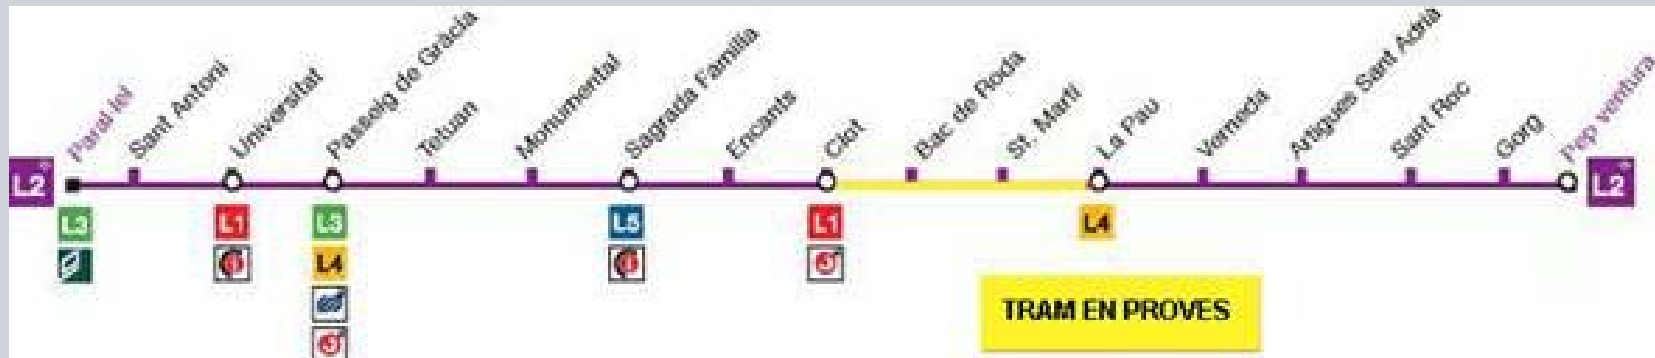 Paral·lel
Sant Antoni
Universitat
Passeig de Gràcia
Tetuan
Monumental
Sagrada Familia
Encants
Clot
Bac de Roda
St. Martí
La Pau
Verneda
Artigues Sant Adrià
Sant Roc
Gorg
Pep ventura
L2
L2
L3
L1
L3
L5
L1
L4
L4
TRAM EN PROVES